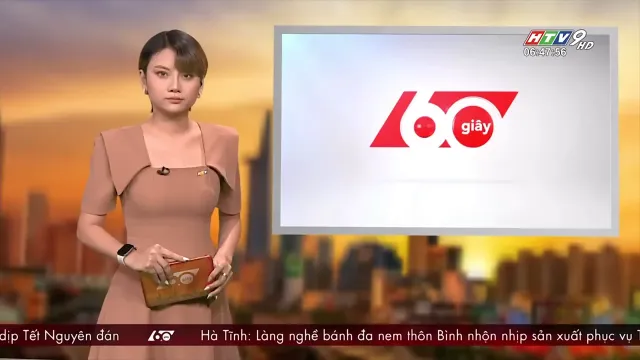 HTV9 HD
06:47:56
60 giây
dịp Tết Nguyên đán 60 Hà Tĩnh: Làng nghề bánh đa nem thôn Bình nhộn nhịp sản xuất phục vụ